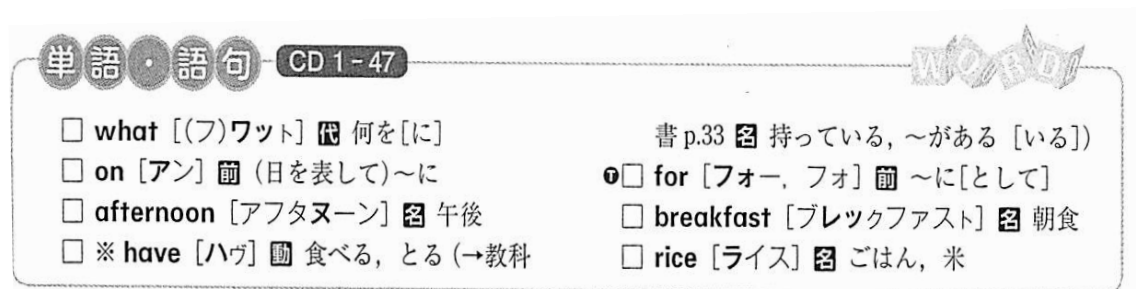 単語・語句 CD 1-47
WORD
□ what [(フ)ワット] 代 何を[に]
□ on [アン] 前 (日を表して)～に
□ afternoon [アフタヌーン] 名 午後
□ ※ have [ハヴ] 動 食べる, とる (→教科
書 p.33 名 持っている, ～がある [いる])
T□ for [フォー, フォ] 前 ～に[として]
□ breakfast [ブレックファスト] 名 朝食
□ rice [ライス] 名 ごはん, 米